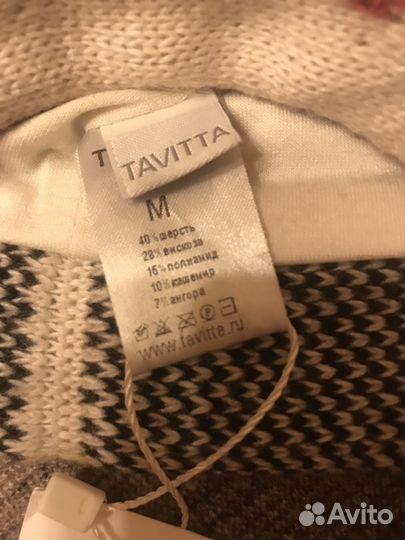 TAVITTA
M
40% шерсть
28% вискоза
15% полиамид
10% кашемир
7% ангора
www.tavitta.ru
Avito